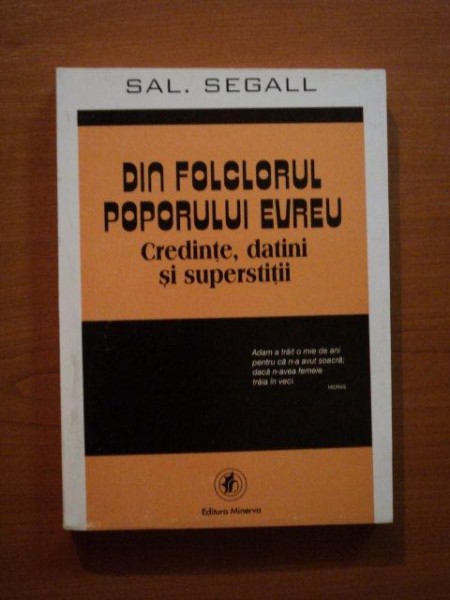 SAL. SEGALL
DIN FOLCLORUL
POPORULUI EVREU
Credințe, datini
și superstiții
Adam a trăit o mie de ani
pentru că n-a avut soacră;
dacă n-avea femeie
trăia în veci.
Editura Minerva